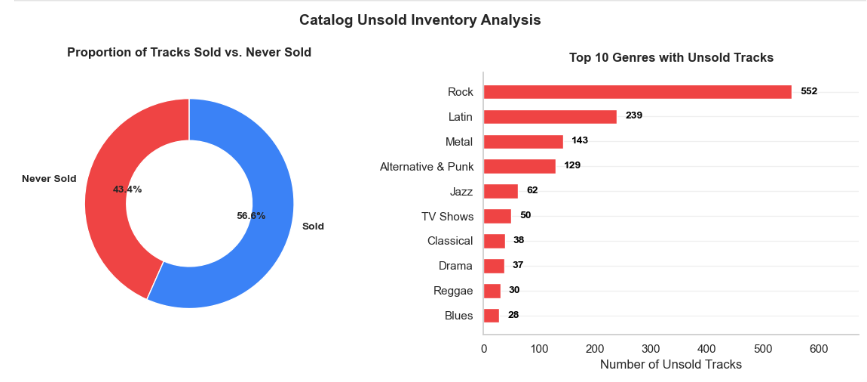 Catalog Unsold Inventory Analysis
Proportion of Tracks Sold vs. Never Sold
Never Sold
43.4%
56.6%
Sold
Top 10 Genres with Unsold Tracks
Rock 552
Latin 239
Metal 143
Alternative & Punk 129
Jazz 62
TV Shows 50
Classical 38
Drama 37
Reggae 30
Blues 28
0 100 200 300 400 500 600
Number of Unsold Tracks